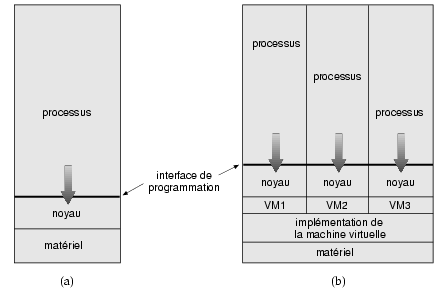 processus
noyau
matériel
(a)
interface de
programmation
processus
processus
processus
noyau
noyau
noyau
VM1
VM2
VM3
implémentation de
la machine virtuelle
matériel
(b)